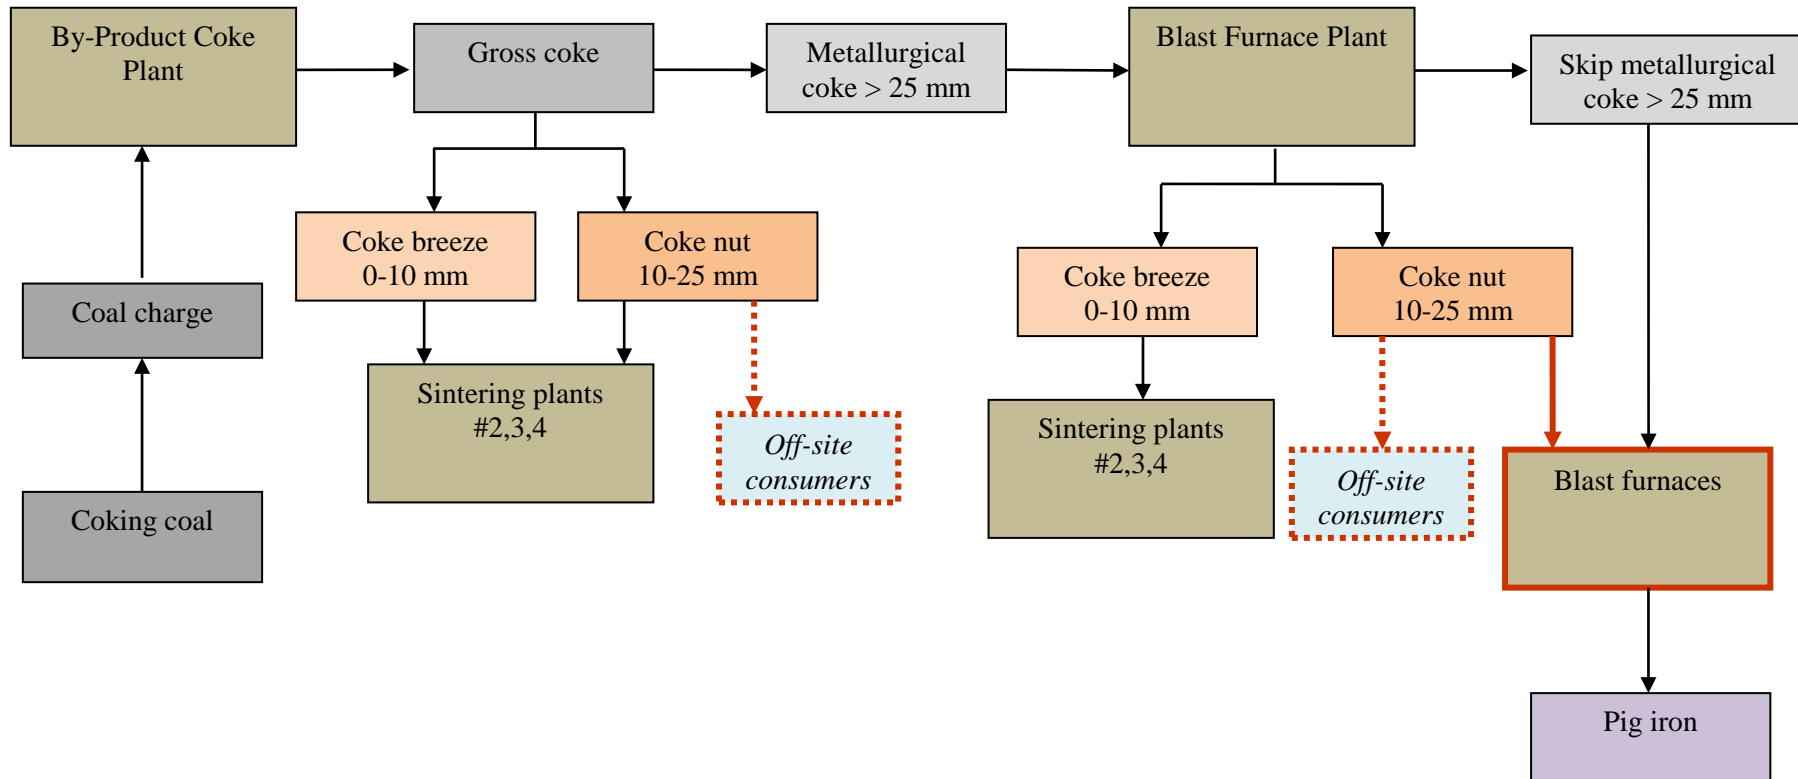 By-Product Coke
Plant
Gross coke
Metallurgical
coke > 25 mm
Blast Furnace Plant
Skip metallurgical
coke > 25 mm
Coke breeze
0-10 mm
Coke nut
10-25 mm
Coke breeze
0-10 mm
Coke nut
10-25 mm
Coal charge
Sintering plants
#2,3,4
Off-site
consumers
Sintering plants
#2,3,4
Off-site
consumers
Blast furnaces
Coking coal
Pig iron